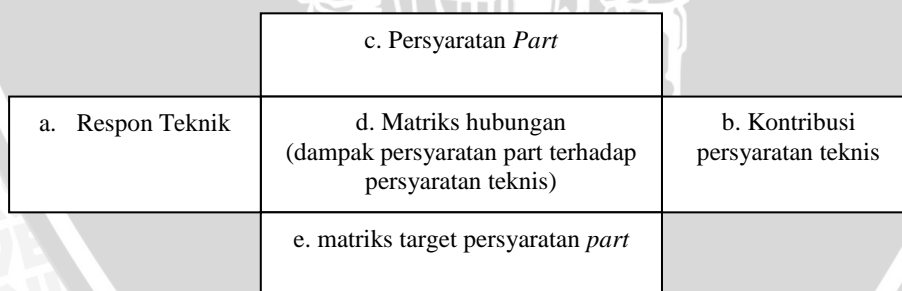 c. Persyaratan Part
a. Respon Teknik
d. Matriks hubungan
(dampak persyaratan part terhadap
persyaratan teknis)
b. Kontribusi
persyaratan teknis
e. matriks target persyaratan part